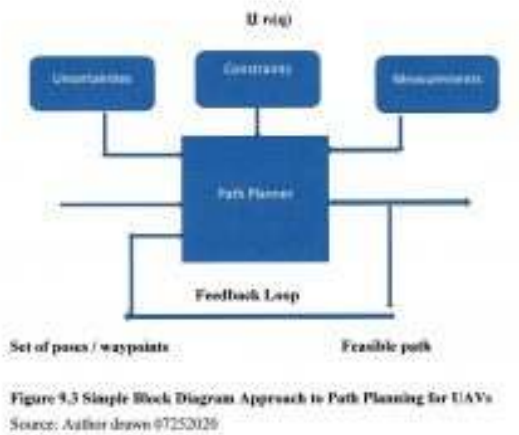 Π r(q)
Uncertainties
Constraints
Measurements
Path Planner
Feedback Loop
Set of poses / waypoints
Feasible path
Figure 9.3 Simple Block Diagram Approach to Path Planning for UAVs
Source: Author drawn 07252020